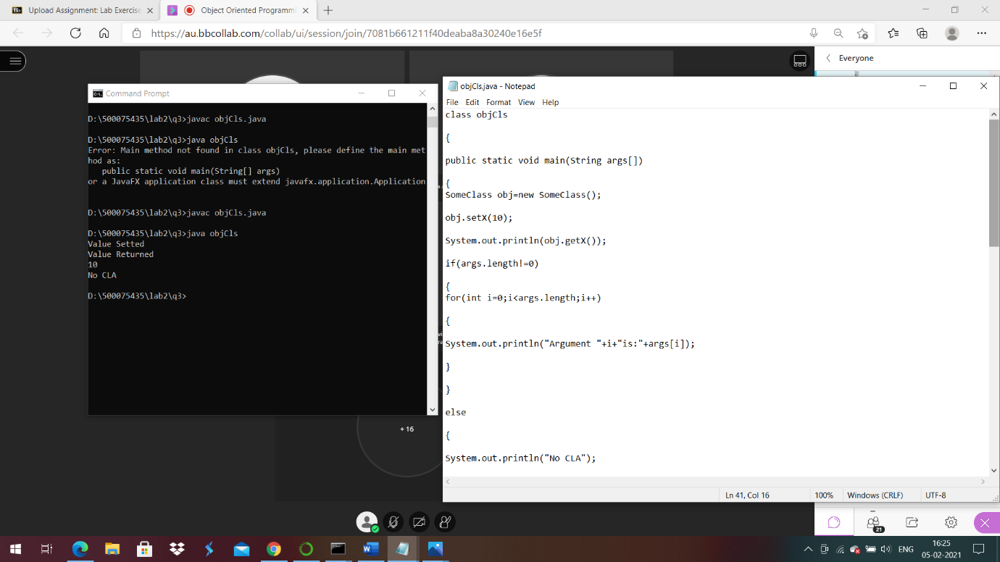 Upload Assignment: Lab Exercise
Object Oriented Programmi
https://au.bbcollab.com/collab/ui/session/join/7081b661211f40deaba8a30240e16e5f
Everyone
Command Prompt
D:\500075435\lab2\q3>javac objCls.java
D:\500075435\lab2\q3>java objCls
Error: Main method not found in class objCls, please define the main met
hod as:
public static void main(String[] args)
or a JavaFX application class must extend javafx.application.Application
D:\500075435\lab2\q3>javac objCls.java
D:\500075435\lab2\q3>java objCls
Value Setted
Value Returned
10
No CLA
D:\500075435\lab2\q3>
+ 16
objCls.java - Notepad
File Edit Format View Help
class objCls
{
public static void main(String args[])
{
SomeClass obj=new SomeClass();
obj.setX(10);
System.out.println(obj.getX());
if(args.length!=0)
{
for(int i=0;i<args.length;i++)
{
System.out.println("Argument "+i+"is:"+args[i]);
}
}
else
{
System.out.println("No CLA");
Ln 41, Col 16
100%
Windows (CRLF)
UTF-8
21
ENG
16:25
05-02-2021